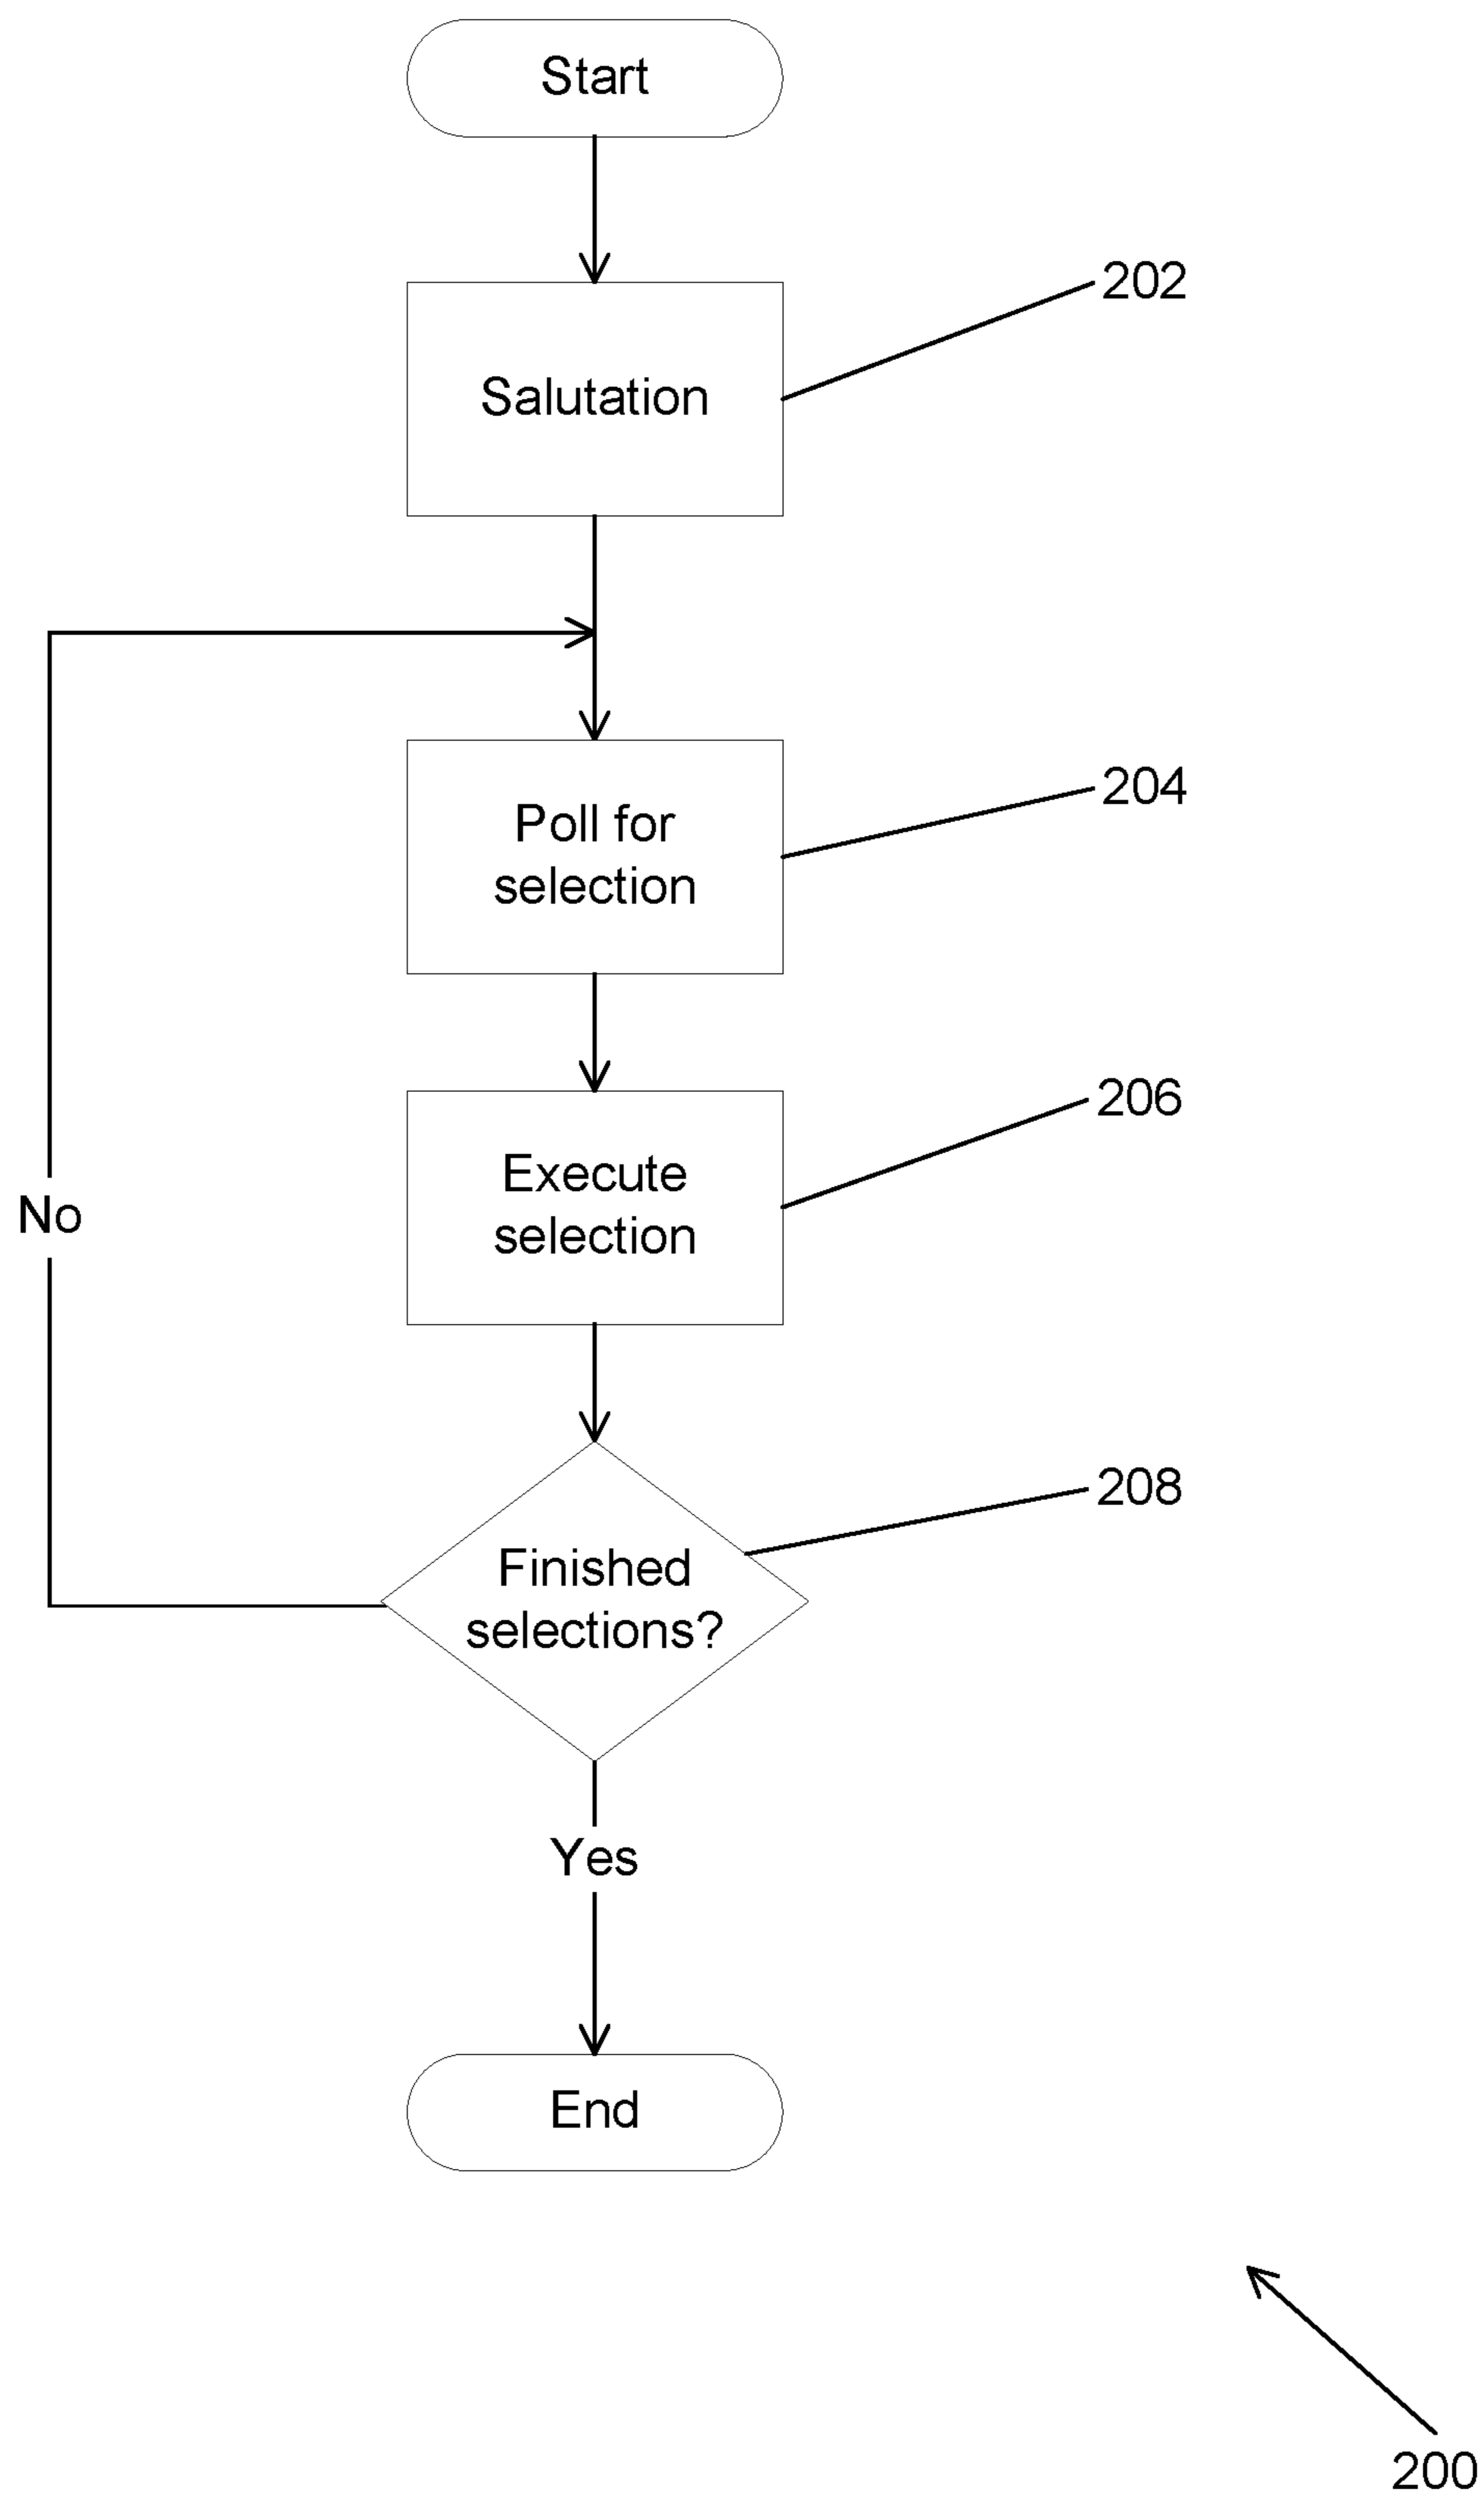 Start
202
Salutation
204
Poll for
selection
206
Execute
selection
No
208
Finished
selections?
Yes
End
200